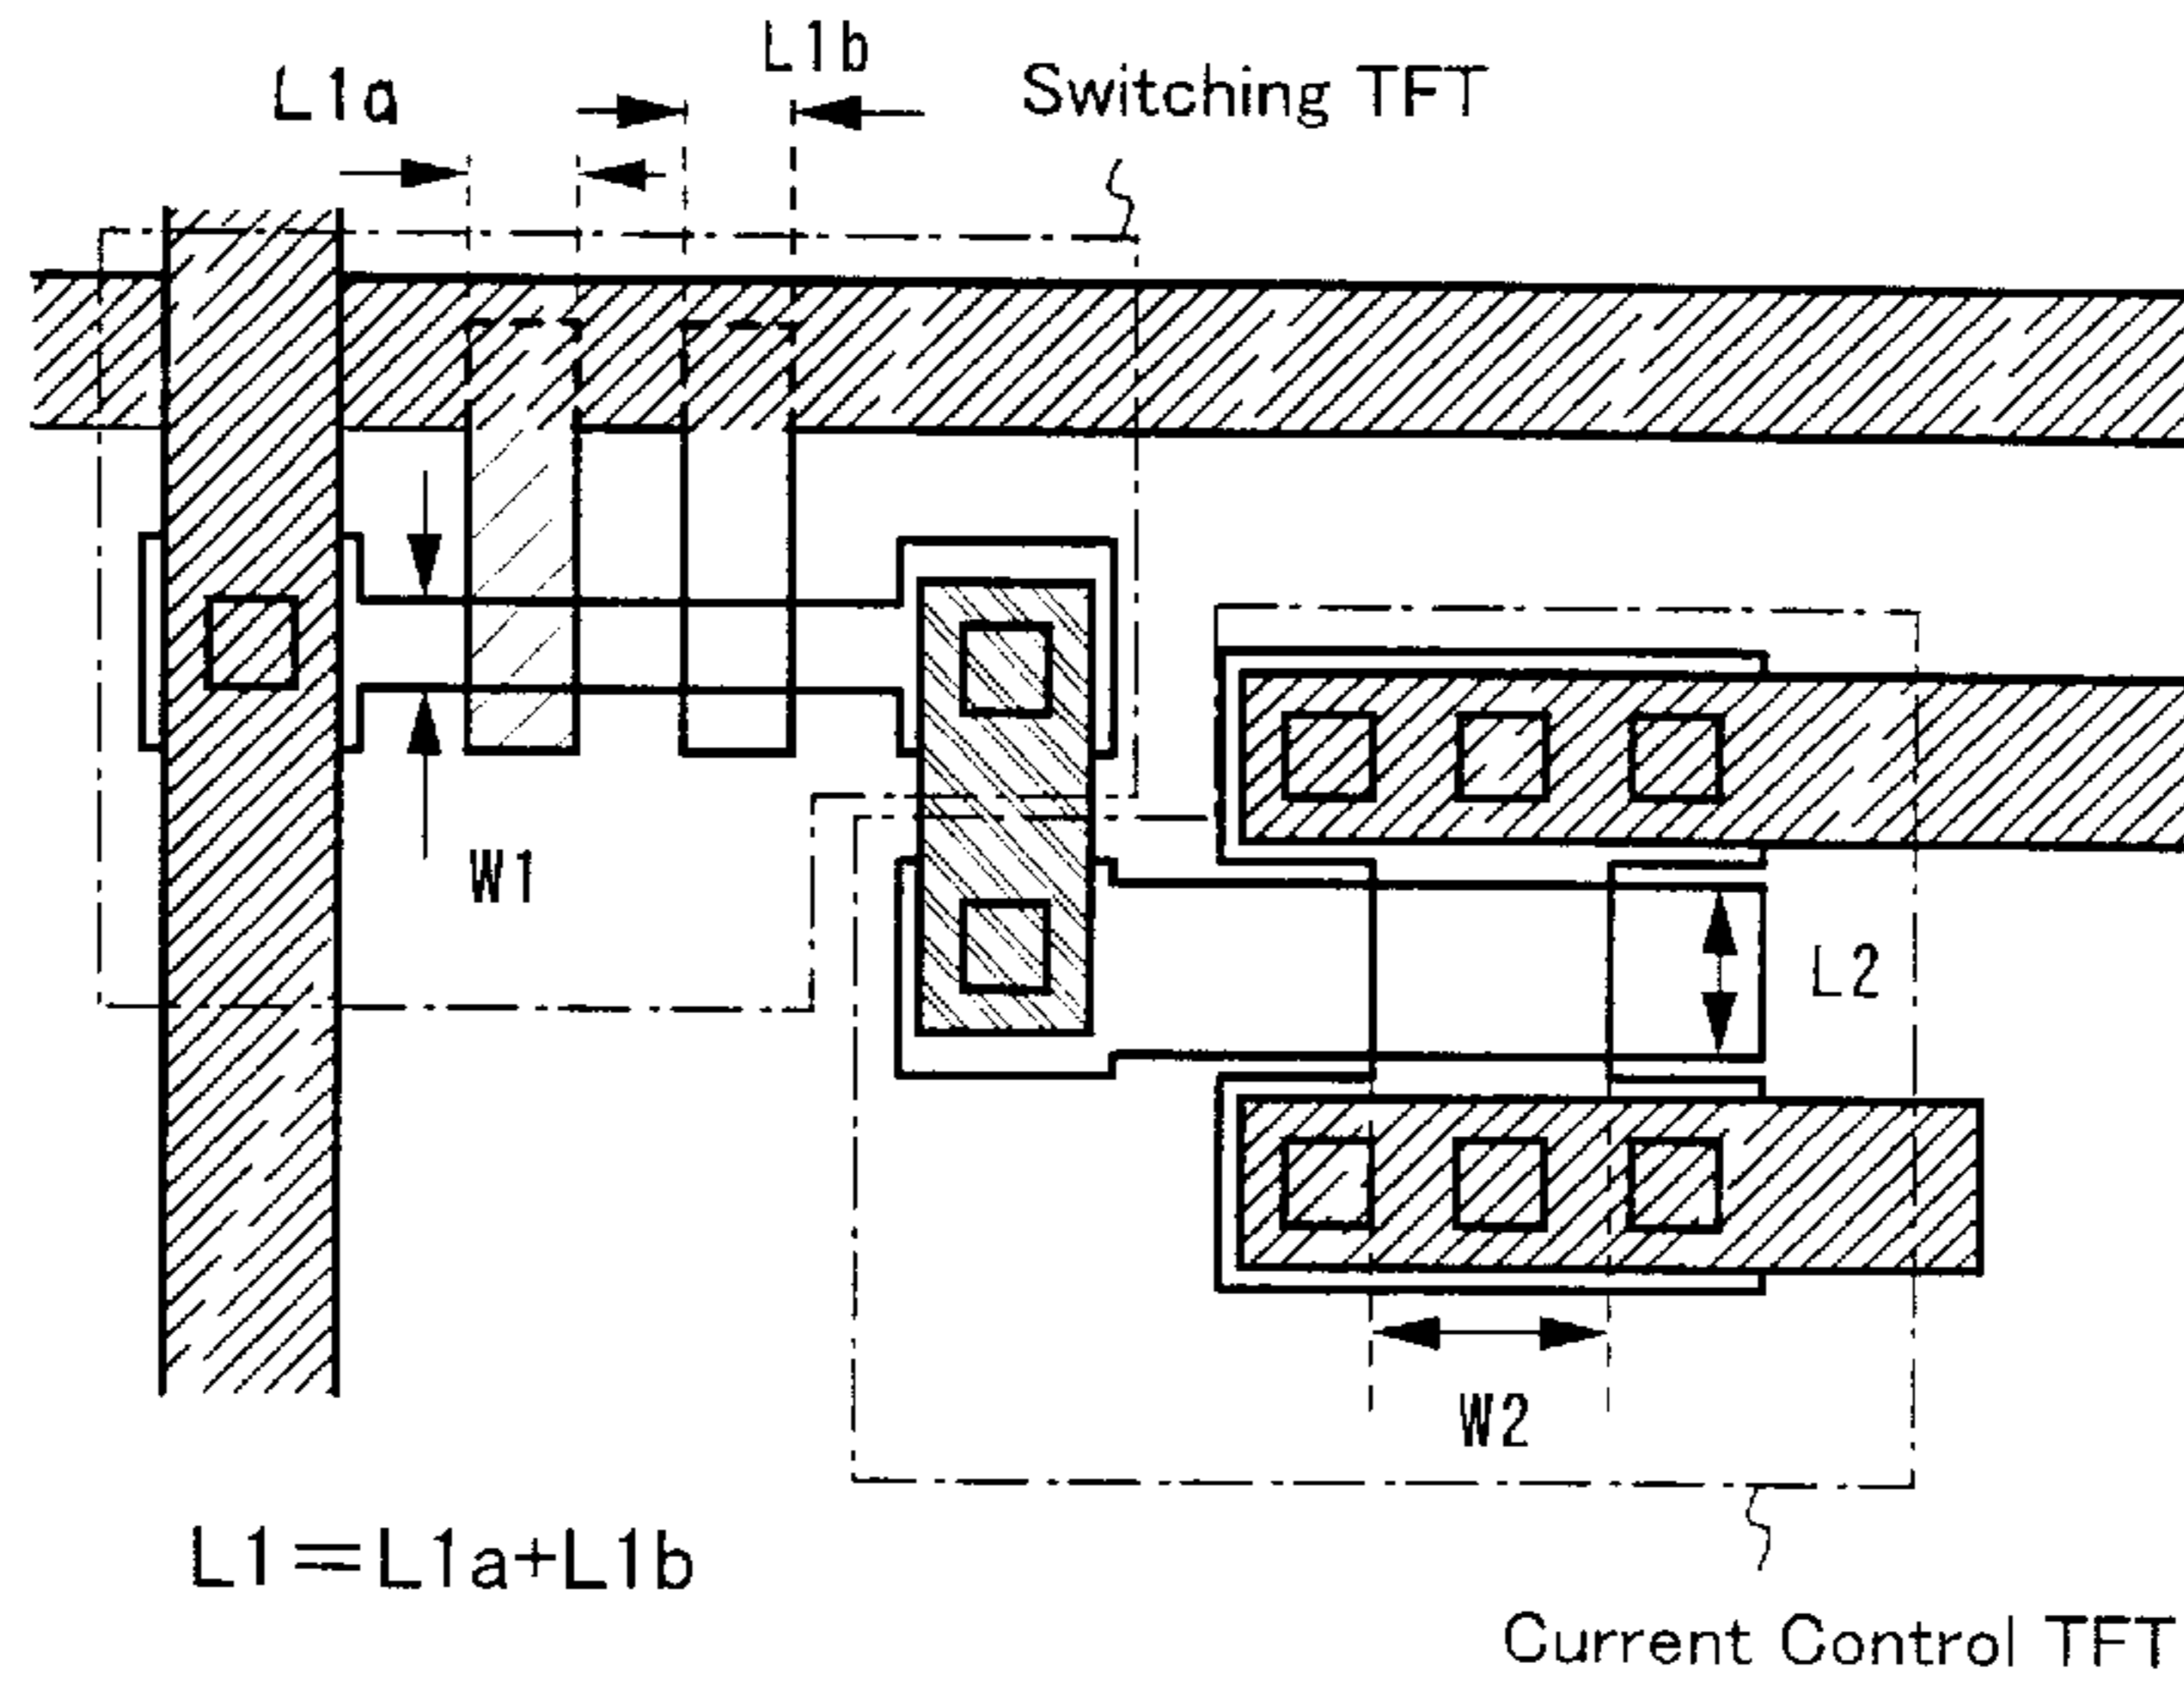 L1b
Switching TFT
L1a
W1
L2
W2
L1=L1a+L1b
Current Control TFT